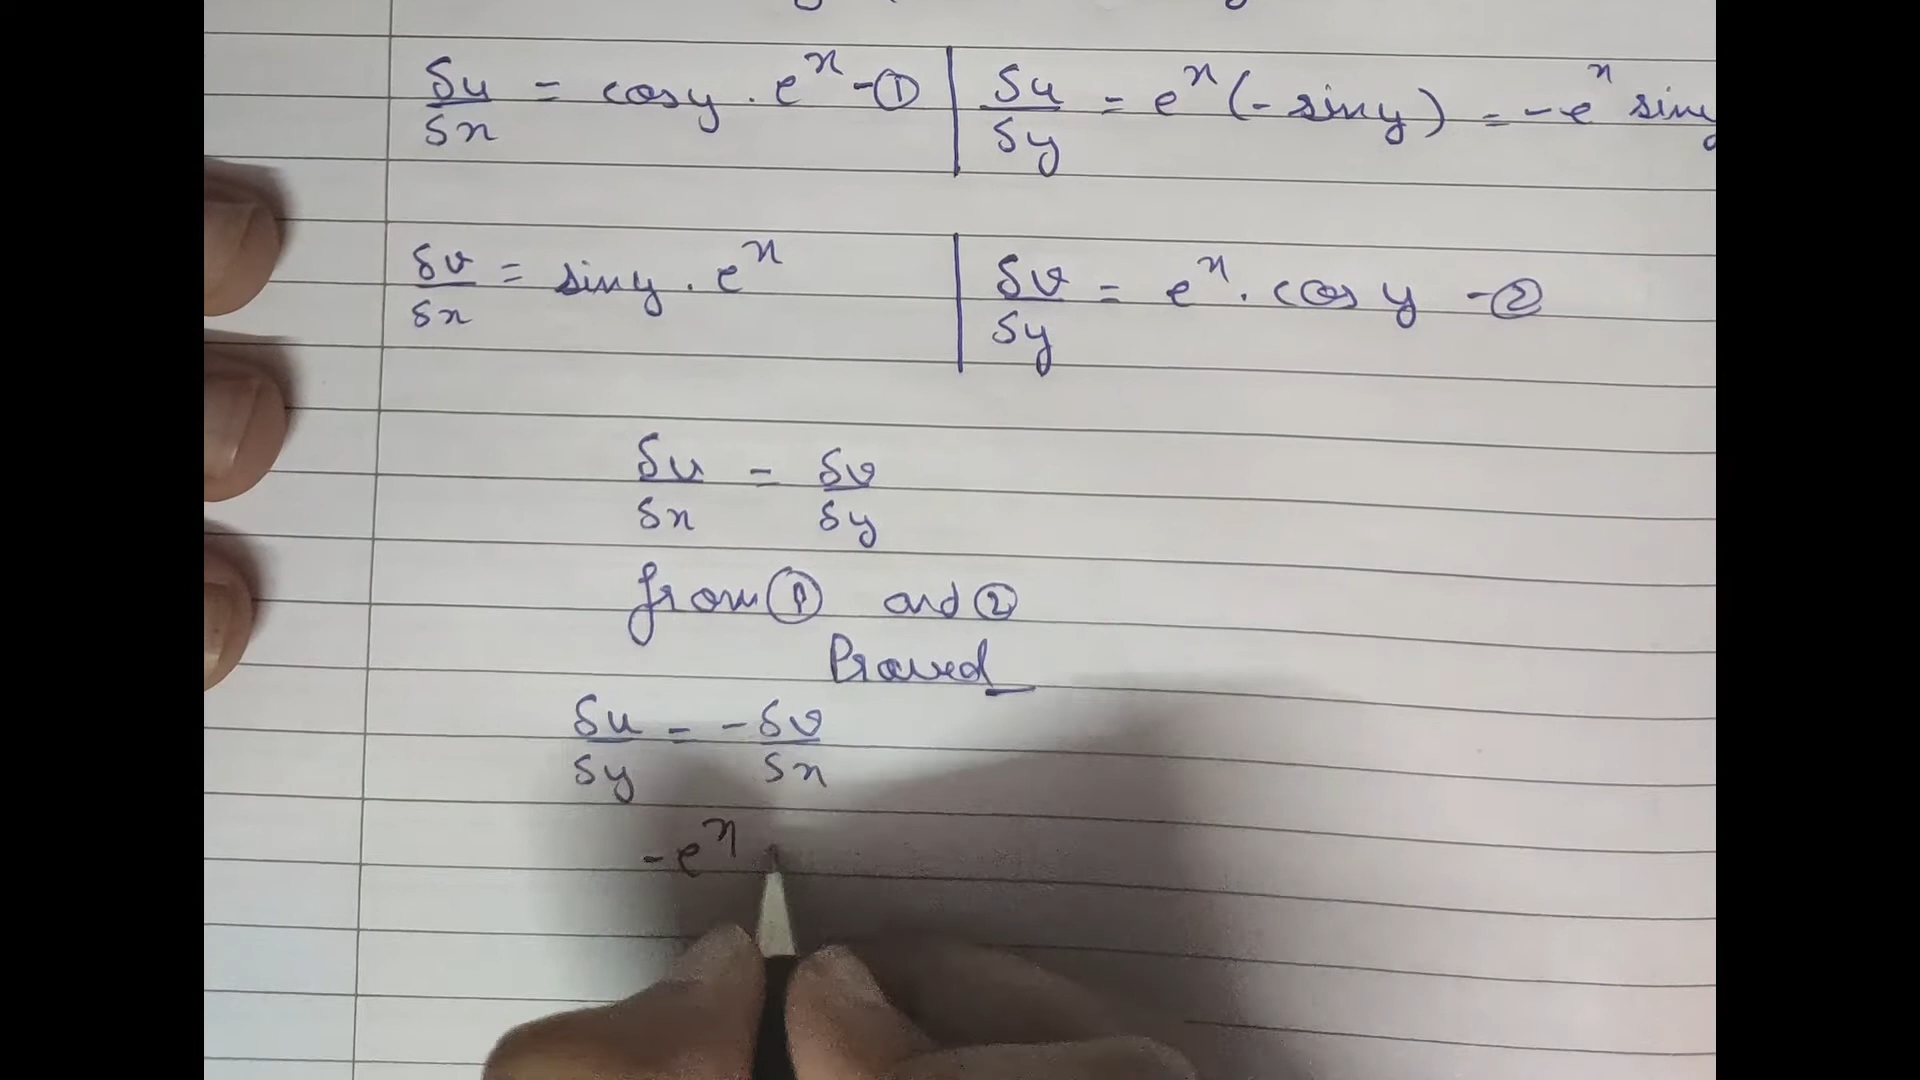 δu/δx = cosy . e^x - ① | δu/δy = e^x (- siny) = - e^x siny
δv/δx = siny . e^x | δv/δy = e^x . cosy - ②
δu/δx = δv/δy
from ① and ②
Proved
δu/δy = - δv/δx
- e^x